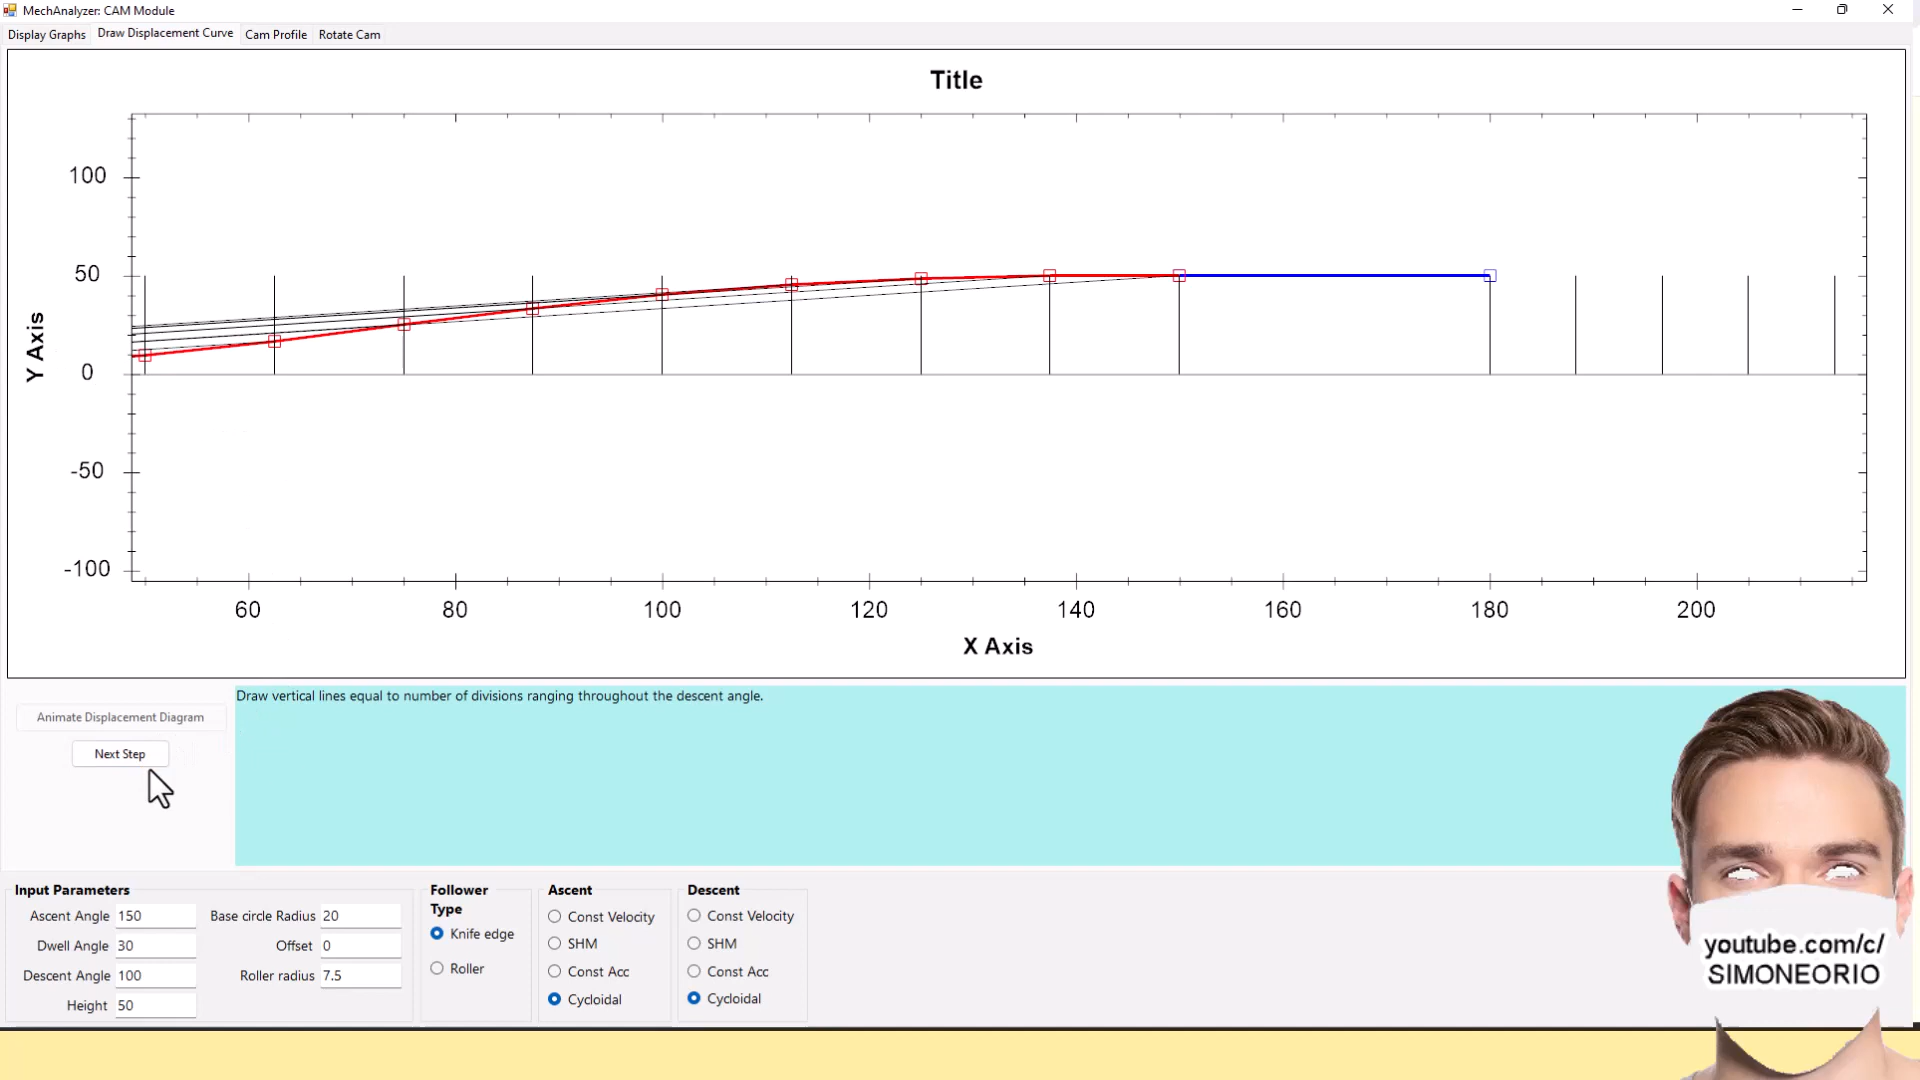 MechAnalyzer: CAM Module
Display Graphs
Draw Displacement Curve
Cam Profile
Rotate Cam
Title
100
50
0
-50
-100
Y Axis
60
80
100
120
140
160
180
200
X Axis
Animate Displacement Diagram
Next Step
Draw vertical lines equal to number of divisions ranging throughout the descent angle.
Input Parameters
Ascent Angle 150
Dwell Angle 30
Descent Angle 100
Height 50
Base circle Radius 20
Offset 0
Roller radius 7.5
Follower
Type
Knife edge
Roller
Ascent
Const Velocity
SHM
Const Acc
Cycloidal
Descent
Const Velocity
SHM
Const Acc
Cycloidal
youtube.com/c/
SIMONEORIO